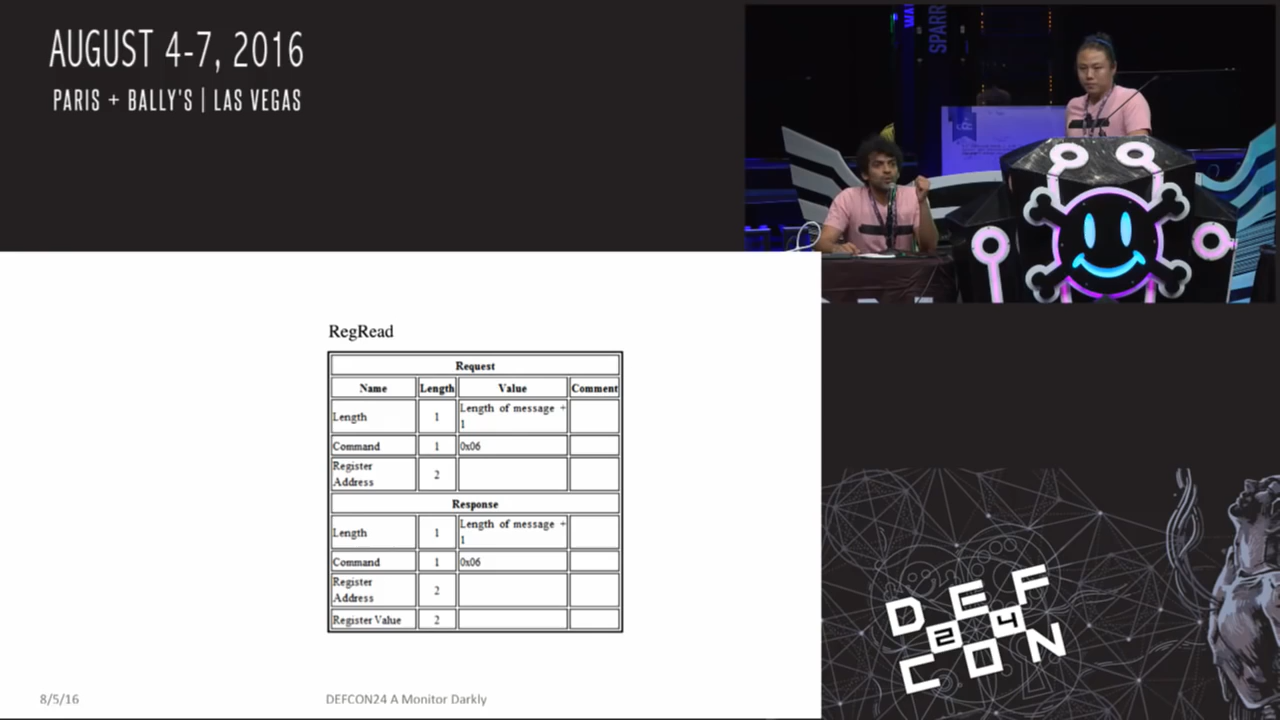 AUGUST 4-7, 2016
PARIS + BALLY'S | LAS VEGAS
SPARR
RegRead
Request
Name Length Value Comment
Length 1 Length of message +
1
Command 1 0x06
Register
Address 2
Response
Length 1 Length of message +
1
Command 1 0x06
Register
Address 2
Register Value 2
8/5/16 DEFCON24 A Monitor Darkly
DEF
24
CON